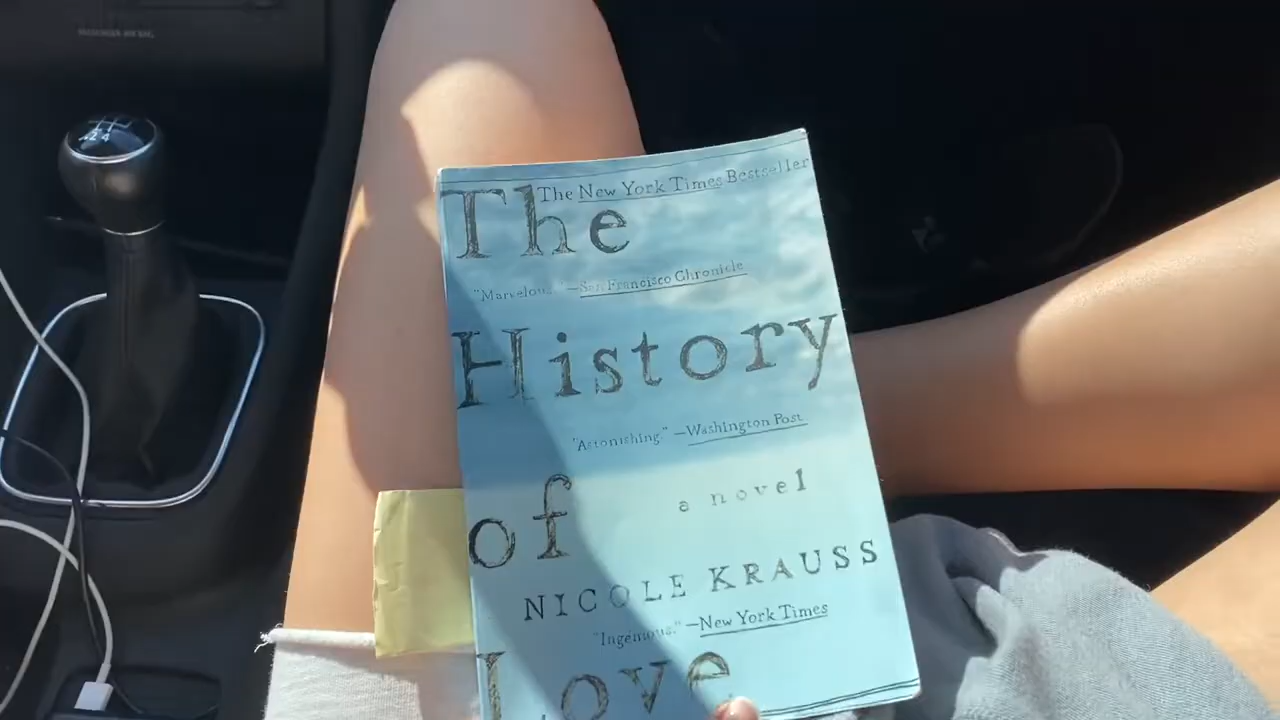 The New York Times Bestseller
The
"Marvelous." —San Francisco Chronicle
History
"Astonishing." —Washington Post
of
a novel
NICOLE KRAUSS
"Ingenious." —New York Times
Love